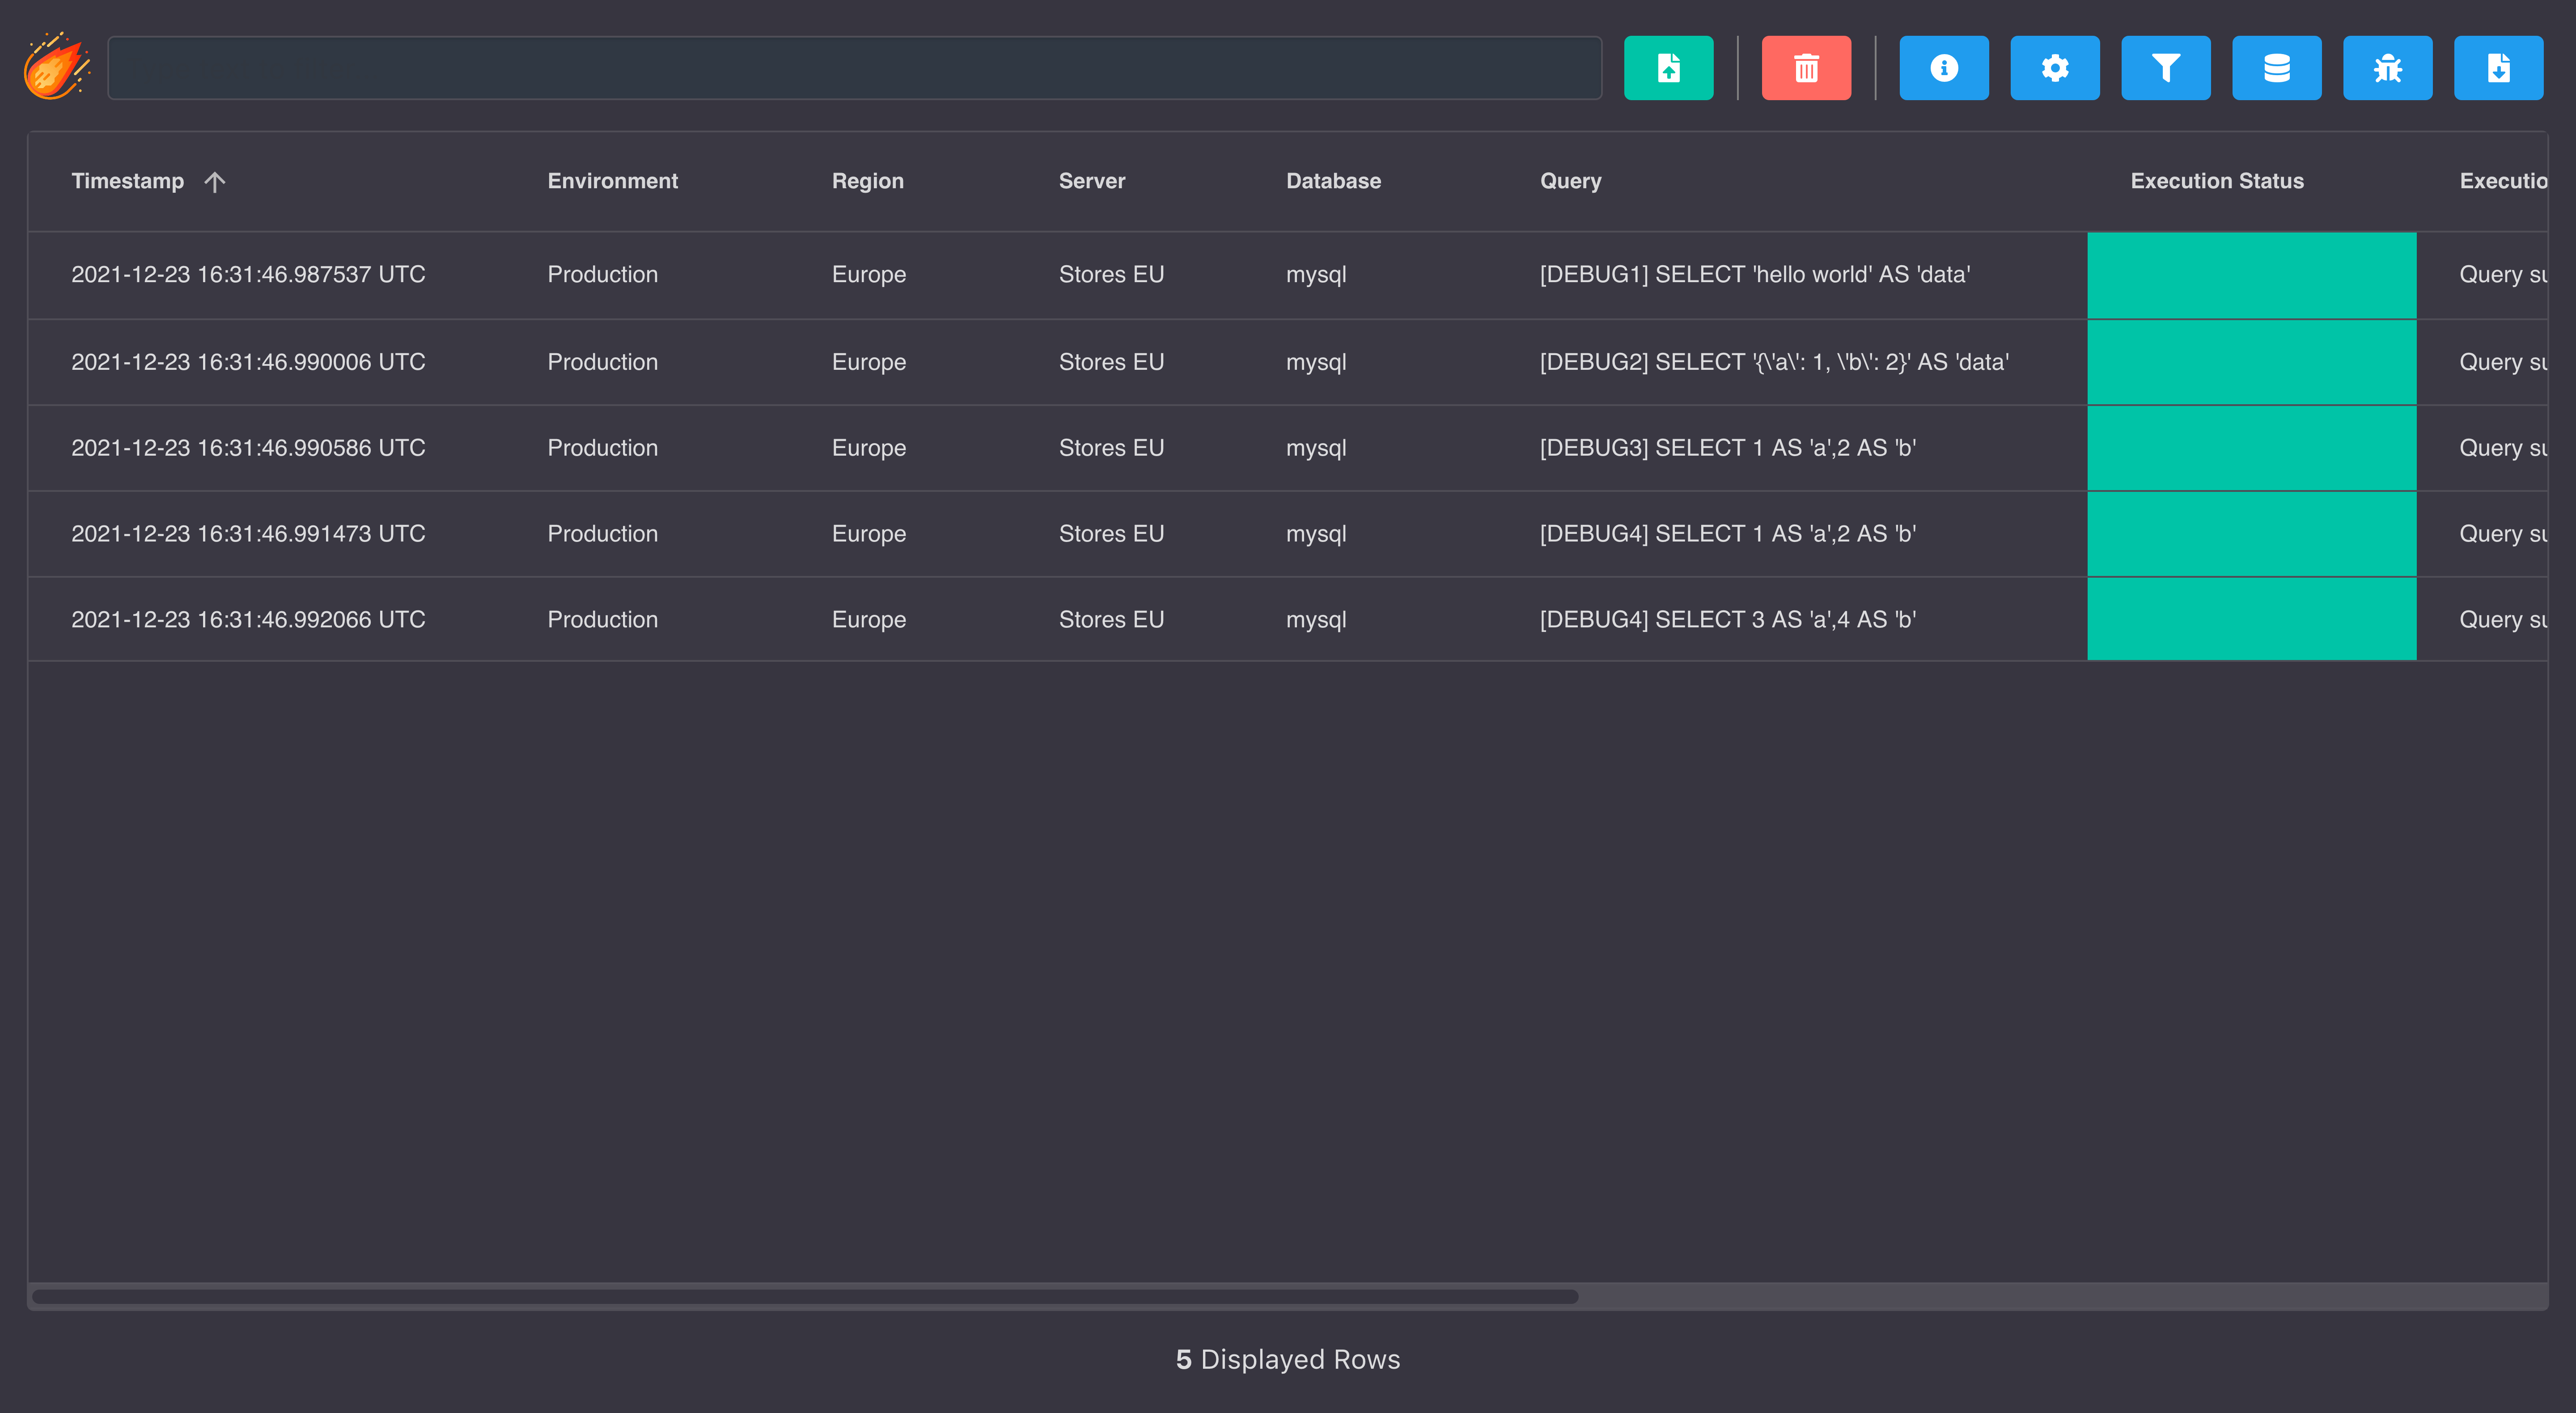 Timestamp Environment Region Server Database Query Execution Status Executio
2021-12-23 16:31:46.987537 UTC Production Europe Stores EU mysql [DEBUG1] SELECT 'hello world' AS 'data' Query su
2021-12-23 16:31:46.990006 UTC Production Europe Stores EU mysql [DEBUG2] SELECT '{\'a\': 1, \'b\': 2}' AS 'data' Query su
2021-12-23 16:31:46.990586 UTC Production Europe Stores EU mysql [DEBUG3] SELECT 1 AS 'a',2 AS 'b' Query su
2021-12-23 16:31:46.991473 UTC Production Europe Stores EU mysql [DEBUG4] SELECT 1 AS 'a',2 AS 'b' Query su
2021-12-23 16:31:46.992066 UTC Production Europe Stores EU mysql [DEBUG4] SELECT 3 AS 'a',4 AS 'b' Query su
5 Displayed Rows